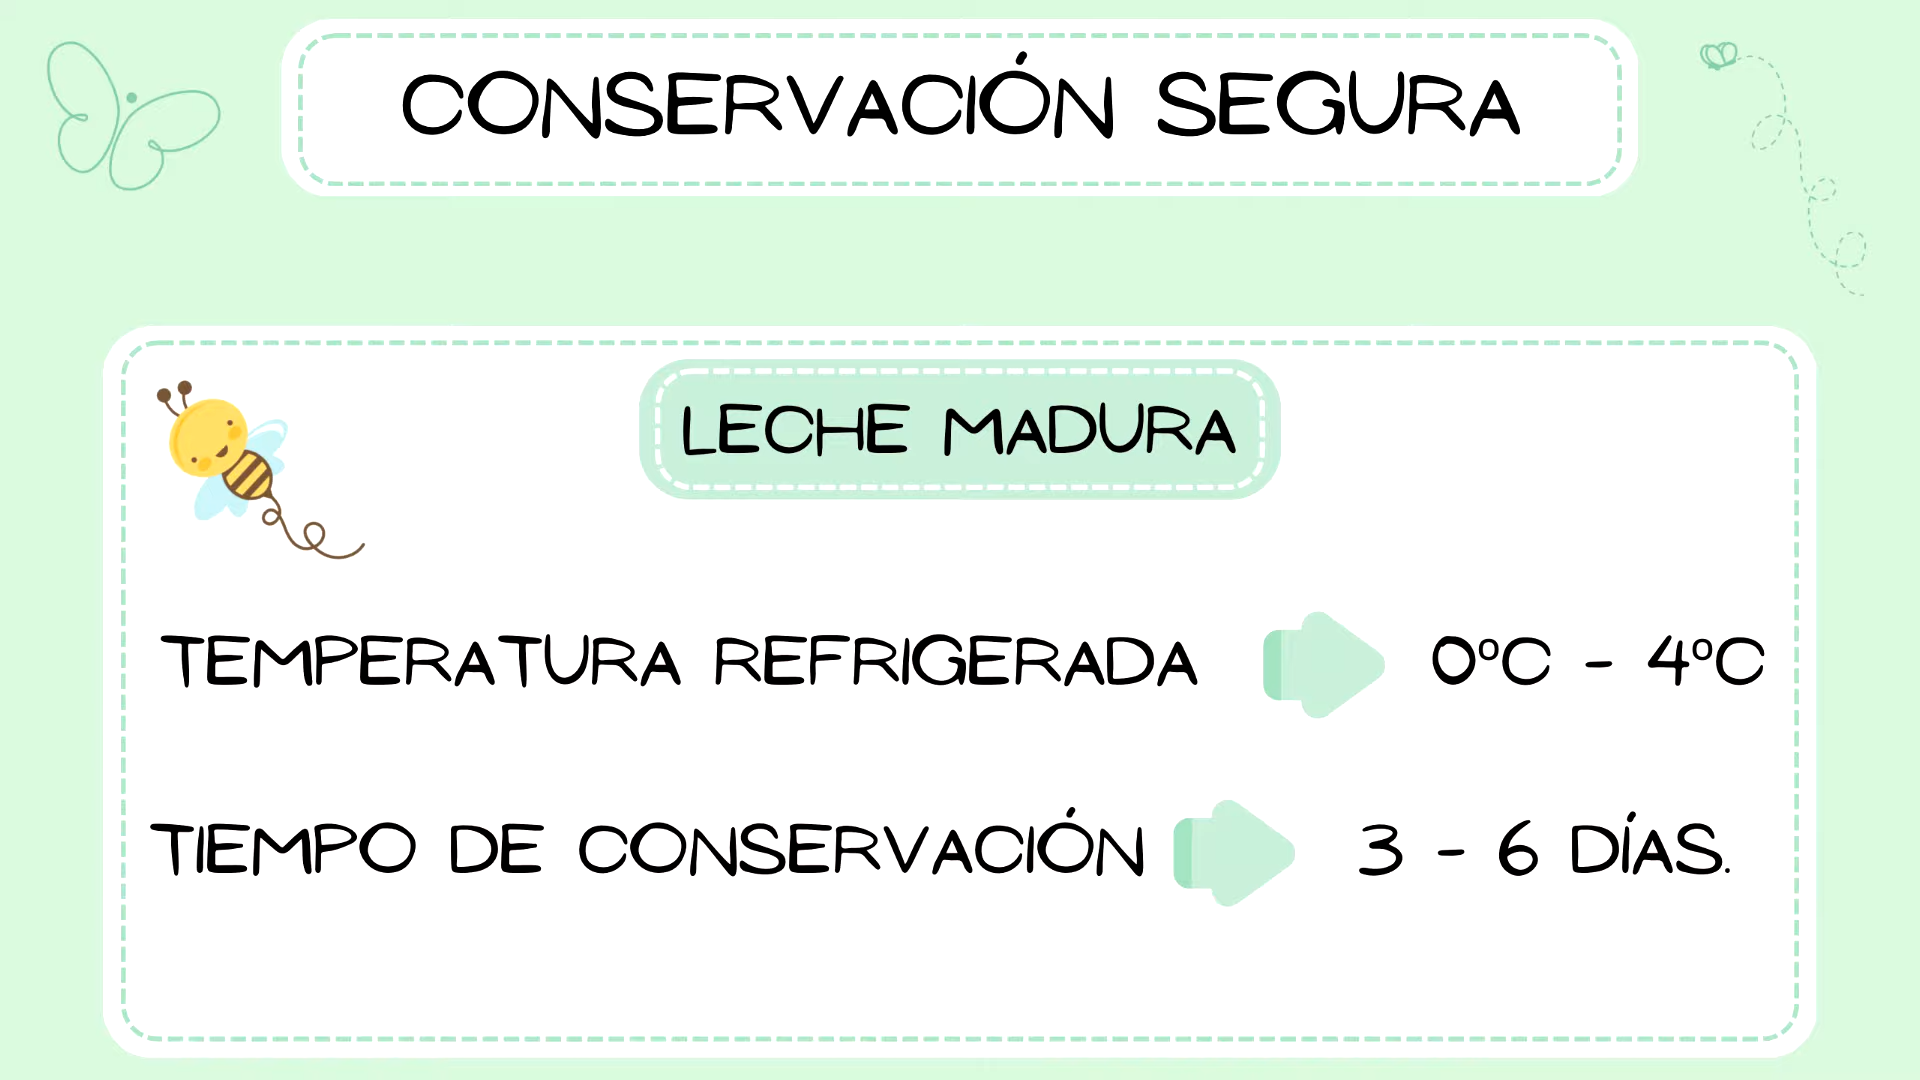 CONSERVACIÓN SEGURA
LECHE MADURA
TEMPERATURA REFRIGERADA 0ºC - 4ºC
TIEMPO DE CONSERVACIÓN 3 - 6 DÍAS.